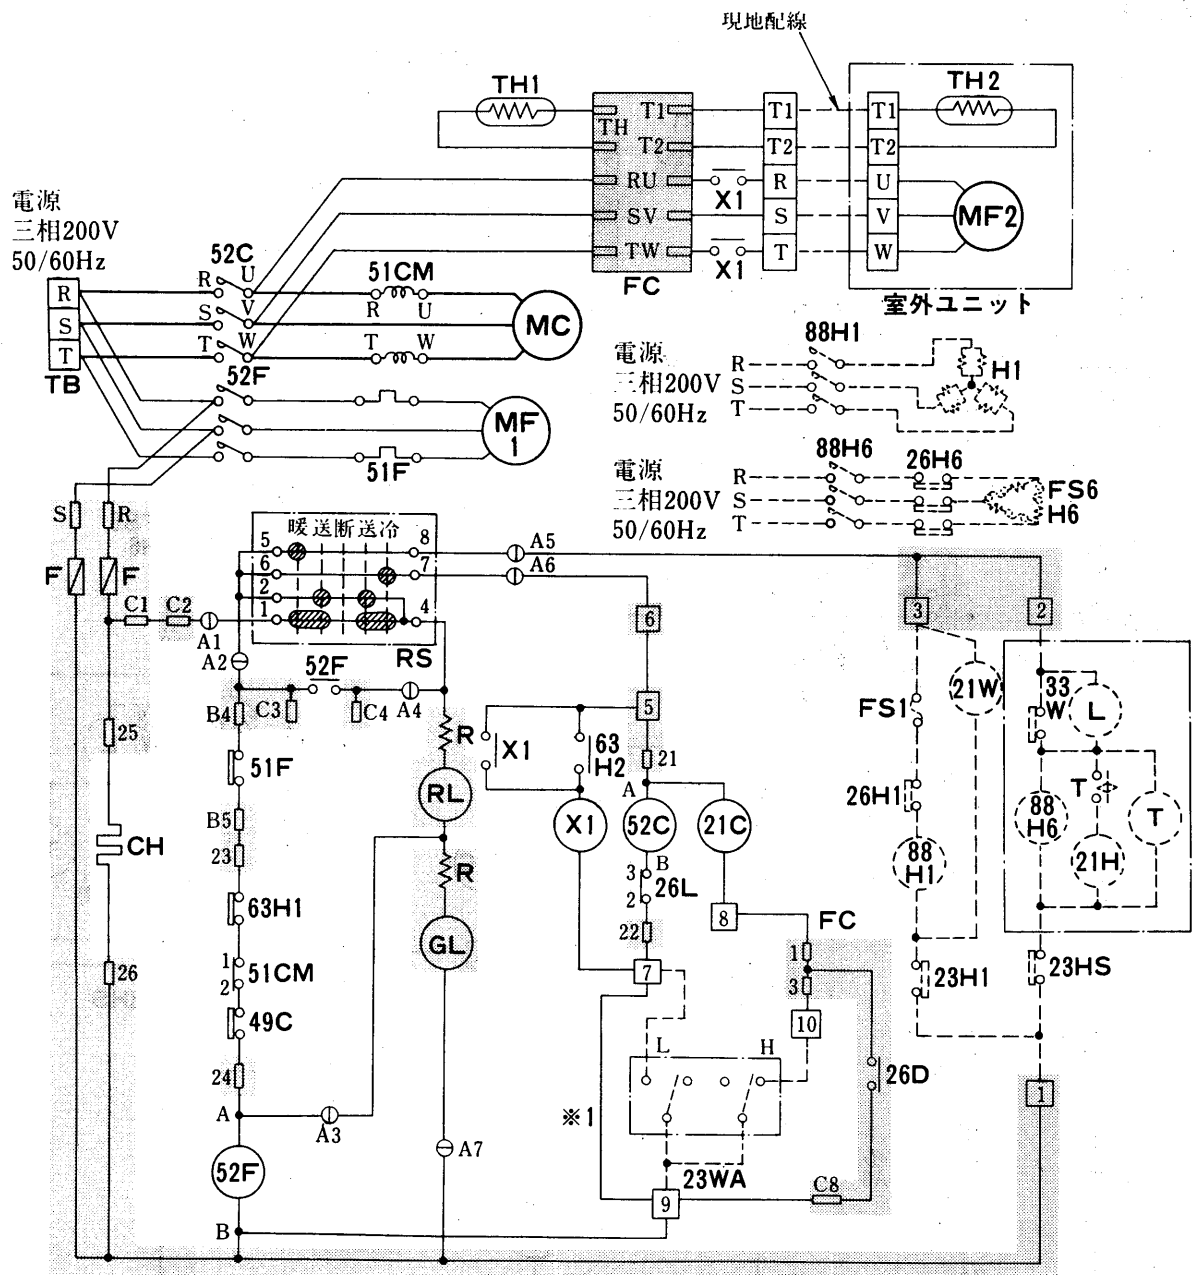 現地配線
TH1
TH2
TH
T1
T1
T1
T2
T2
T2
RU
X1
R
U
SV
S
V
MF2
TW
X1
T
W
FC
室外ユニット
電源
三相200V
50/60Hz
52C
R
U
51CM
R
R
U
S
S
V
MC
T
T
W
T
W
TB
52F
MF
1
51F
電源
三相200V
50/60Hz
R
S
T
88H1
H1
電源
三相200V
50/60Hz
R
S
T
88H6
26H6
FS6
H6
S
R
F
F
暖送断送冷
5
8
A5
6
7
A6
2
1
4
RS
C1
C2
A1
A2
52F
C3
C4
A4
B4
25
51F
R
RL
B5
23
CH
R
63H1
GL
1
2
51CM
26
49C
24
A
A3
A7
52F
B
6
5
X1
63
H2
21
A
X1
52C
21C
B
3
2
26L
22
8
FC
7
1
3
10
L
H
26D
※1
23WA
C8
9
3
2
21W
FS1
33
W
L
26H1
T
88
H1
88
H6
T
21H
23H1
23HS
1